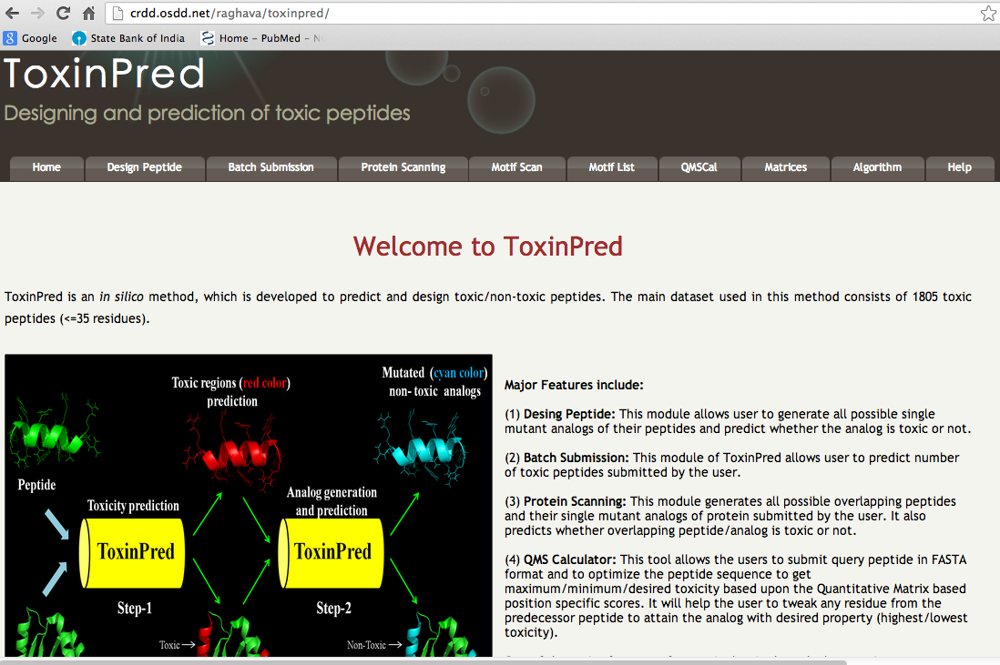 crdd.osdd.net/raghava/toxinpred/
Google State Bank of India Home – PubMed –
ToxinPred
Designing and prediction of toxic peptides
Home Design Peptide Batch Submission Protein Scanning Motif Scan Motif List QMSCal Matrices Algorithm Help
Welcome to ToxinPred
ToxinPred is an in silico method, which is developed to predict and design toxic/non-toxic peptides. The main dataset used in this method consists of 1805 toxic
peptides (<=35 residues).
Toxic regions (red color)
prediction
Mutated (cyan color)
non- toxic analogs
Peptide
Toxicity prediction
Analog generation
and prediction
ToxinPred
ToxinPred
Step-1
Step-2
Toxic
Non-Toxic
Major Features include:
(1) Desing Peptide: This module allows user to generate all possible single
mutant analogs of their peptides and predict whether the analog is toxic or not.
(2) Batch Submission: This module of ToxinPred allows user to predict number
of toxic peptides submitted by the user.
(3) Protein Scanning: This module generates all possible overlapping peptides
and their single mutant analogs of protein submitted by the user. It also
predicts whether overlapping peptide/analog is toxic or not.
(4) QMS Calculator: This tool allows the users to submit query peptide in FASTA
format and to optimize the peptide sequence to get
maximum/minimum/desired toxicity based upon the Quantitative Matrix based
position specific scores. It will help the user to tweak any residue from the
predecessor peptide to attain the analog with desired property (highest/lowest
toxicity).